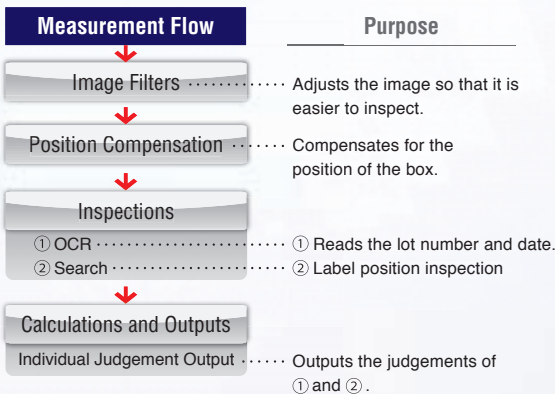 Measurement Flow Purpose
Image Filters ············· Adjusts the image so that it is
easier to inspect.
Position Compensation ······· Compensates for the
position of the box.
Inspections
① OCR ························ ① Reads the lot number and date.
② Search ······················ ② Label position inspection
Calculations and Outputs
Individual Judgement Output ······ Outputs the judgements of
① and ②.